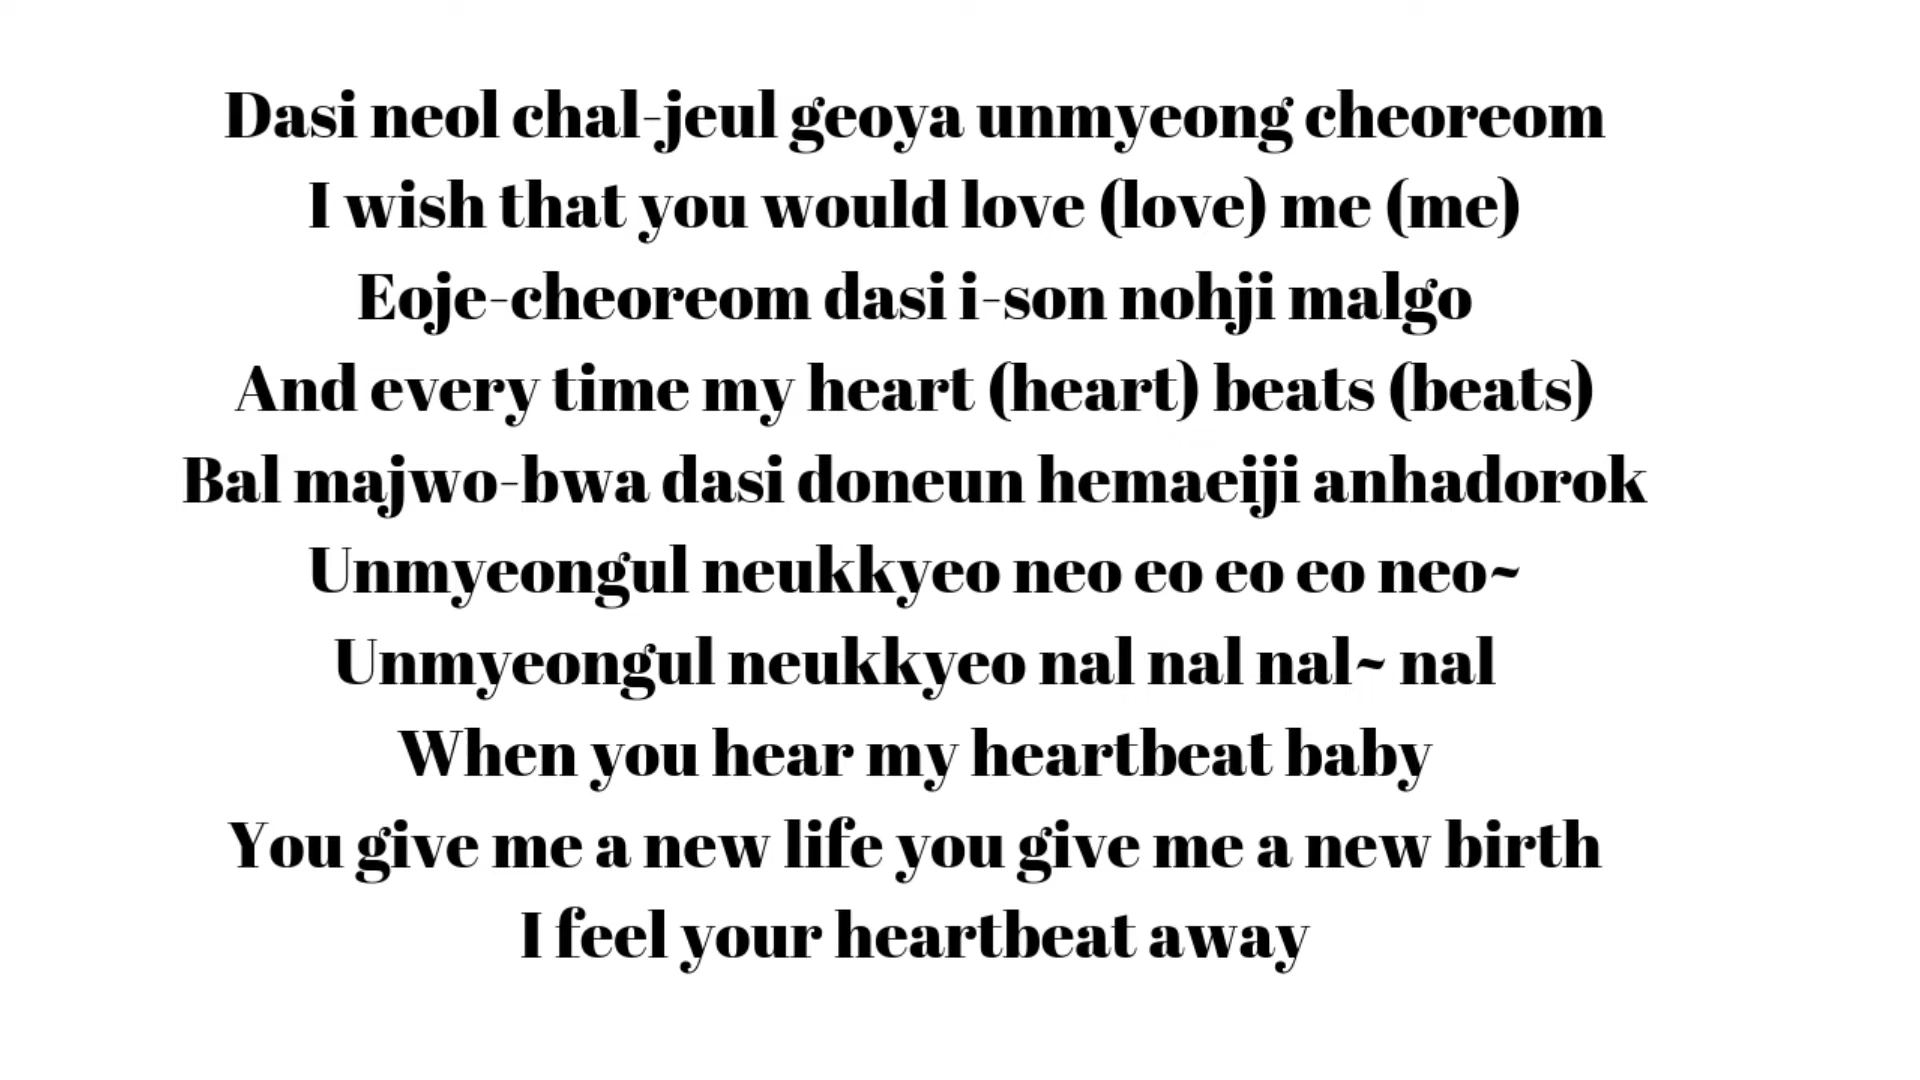 Dasi neol chal-jeul geoya unmyeong cheoreom
I wish that you would love (love) me (me)
Eoje-cheoreom dasi i-son nohji malgo
And every time my heart (heart) beats (beats)
Bal majwo-bwa dasi doneun hemaeiji anhadorok
Unmyeongul neukkyeo neo eo eo eo neo~
Unmyeongul neukkyeo nal nal nal~ nal
When you hear my heartbeat baby
You give me a new life you give me a new birth
I feel your heartbeat away